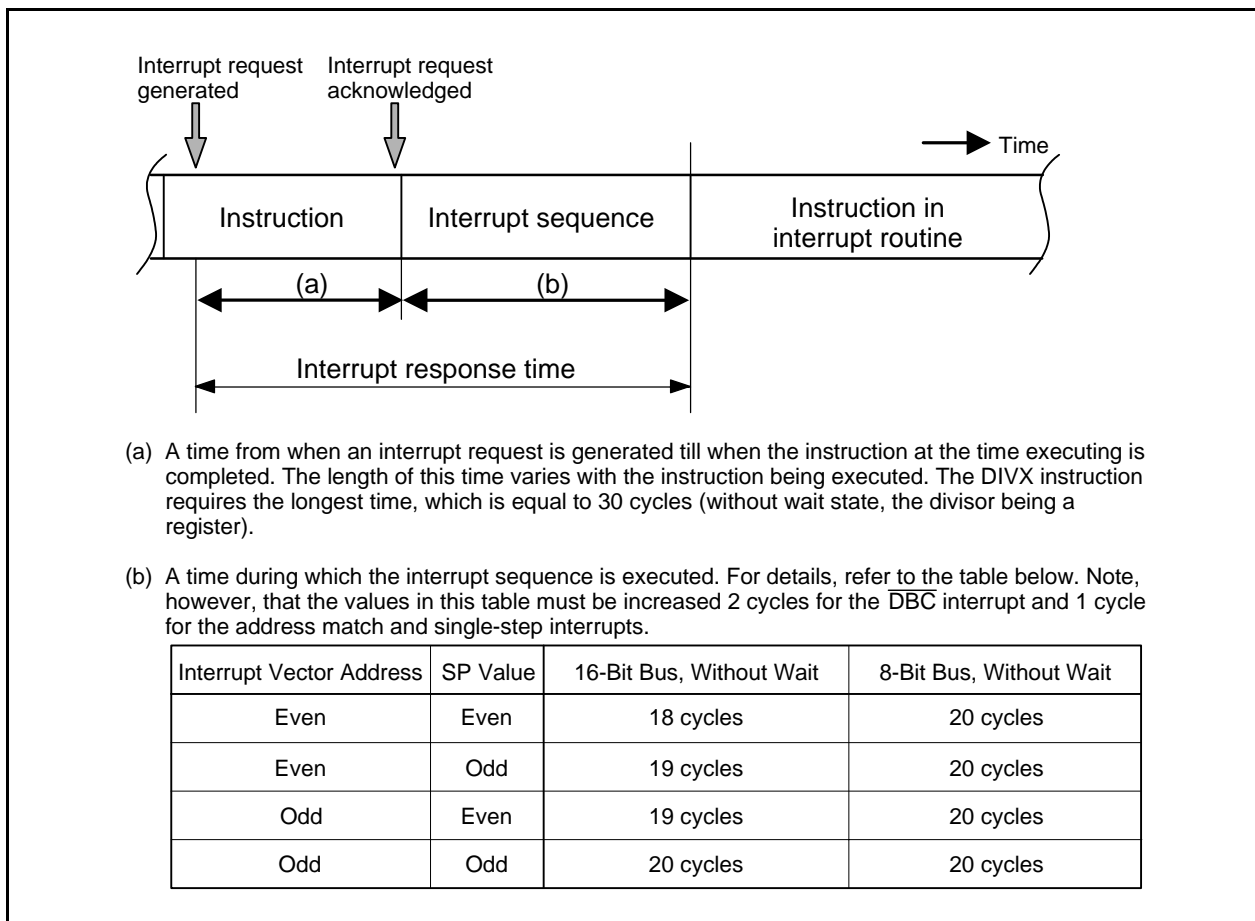 Interrupt request
generated
Interrupt request
acknowledged
Time
Instruction
Interrupt sequence
Instruction in
interrupt routine
(a)
(b)
Interrupt response time
(a) A time from when an interrupt request is generated till when the instruction at the time executing is
completed. The length of this time varies with the instruction being executed. The DIVX instruction
requires the longest time, which is equal to 30 cycles (without wait state, the divisor being a
register).
(b) A time during which the interrupt sequence is executed. For details, refer to the table below. Note,
however, that the values in this table must be increased 2 cycles for the D̅B̅C̅ interrupt and 1 cycle
for the address match and single-step interrupts.
Interrupt Vector Address SP Value 16-Bit Bus, Without Wait 8-Bit Bus, Without Wait
Even Even 18 cycles 20 cycles
Even Odd 19 cycles 20 cycles
Odd Even 19 cycles 20 cycles
Odd Odd 20 cycles 20 cycles